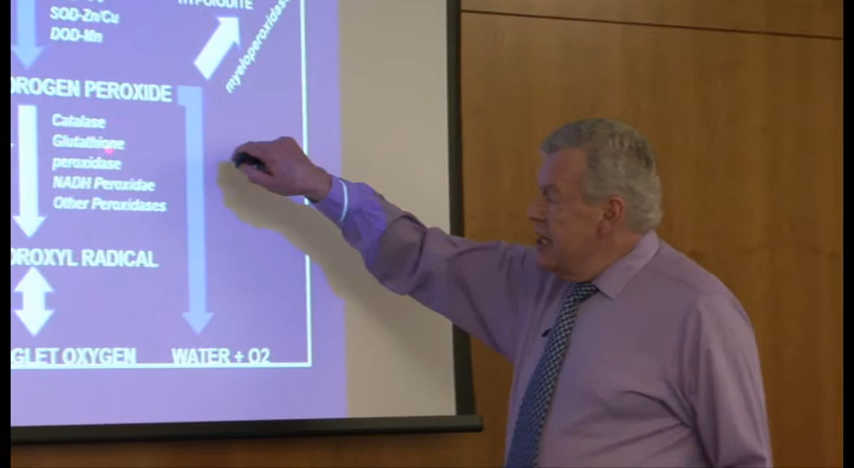 SOD-Zn/Cu
DOD-Mn
myeloperoxidase
ROGEN PEROXIDE
Catalase
Glutathione
peroxidase
NADH Peroxidae
Other Peroxidases
ROXYL RADICAL
GLET OXYGEN
WATER + O2